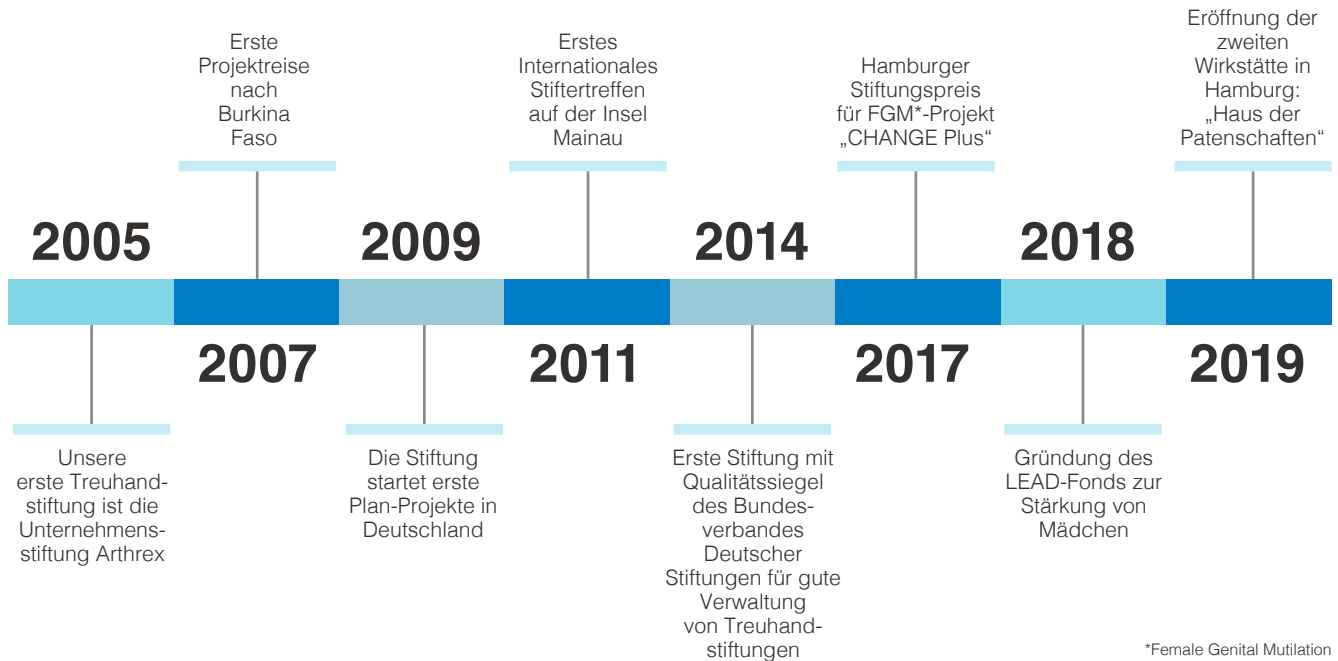 Erste
Projektreise
nach
Burkina
Faso
Erstes
Internationales
Stiftertreffen
auf der Insel
Mainau
Hamburger
Stiftungspreis
für FGM*-Projekt
„CHANGE Plus“
Eröffnung der
zweiten
Wirkstätte in
Hamburg:
„Haus der
Patenschaften“
2005
2009
2014
2018
2007
2011
2017
2019
Unsere
erste Treuhand-
stiftung ist die
Unternehmens-
stiftung Arthrex
Die Stiftung
startet erste
Plan-Projekte in
Deutschland
Erste Stiftung mit
Qualitätssiegel
des Bundes-
verbandes
Deutscher
Stiftungen für gute
Verwaltung
von Treuhand-
stiftungen
Gründung des
LEAD-Fonds zur
Stärkung von
Mädchen
*Female Genital Mutilation